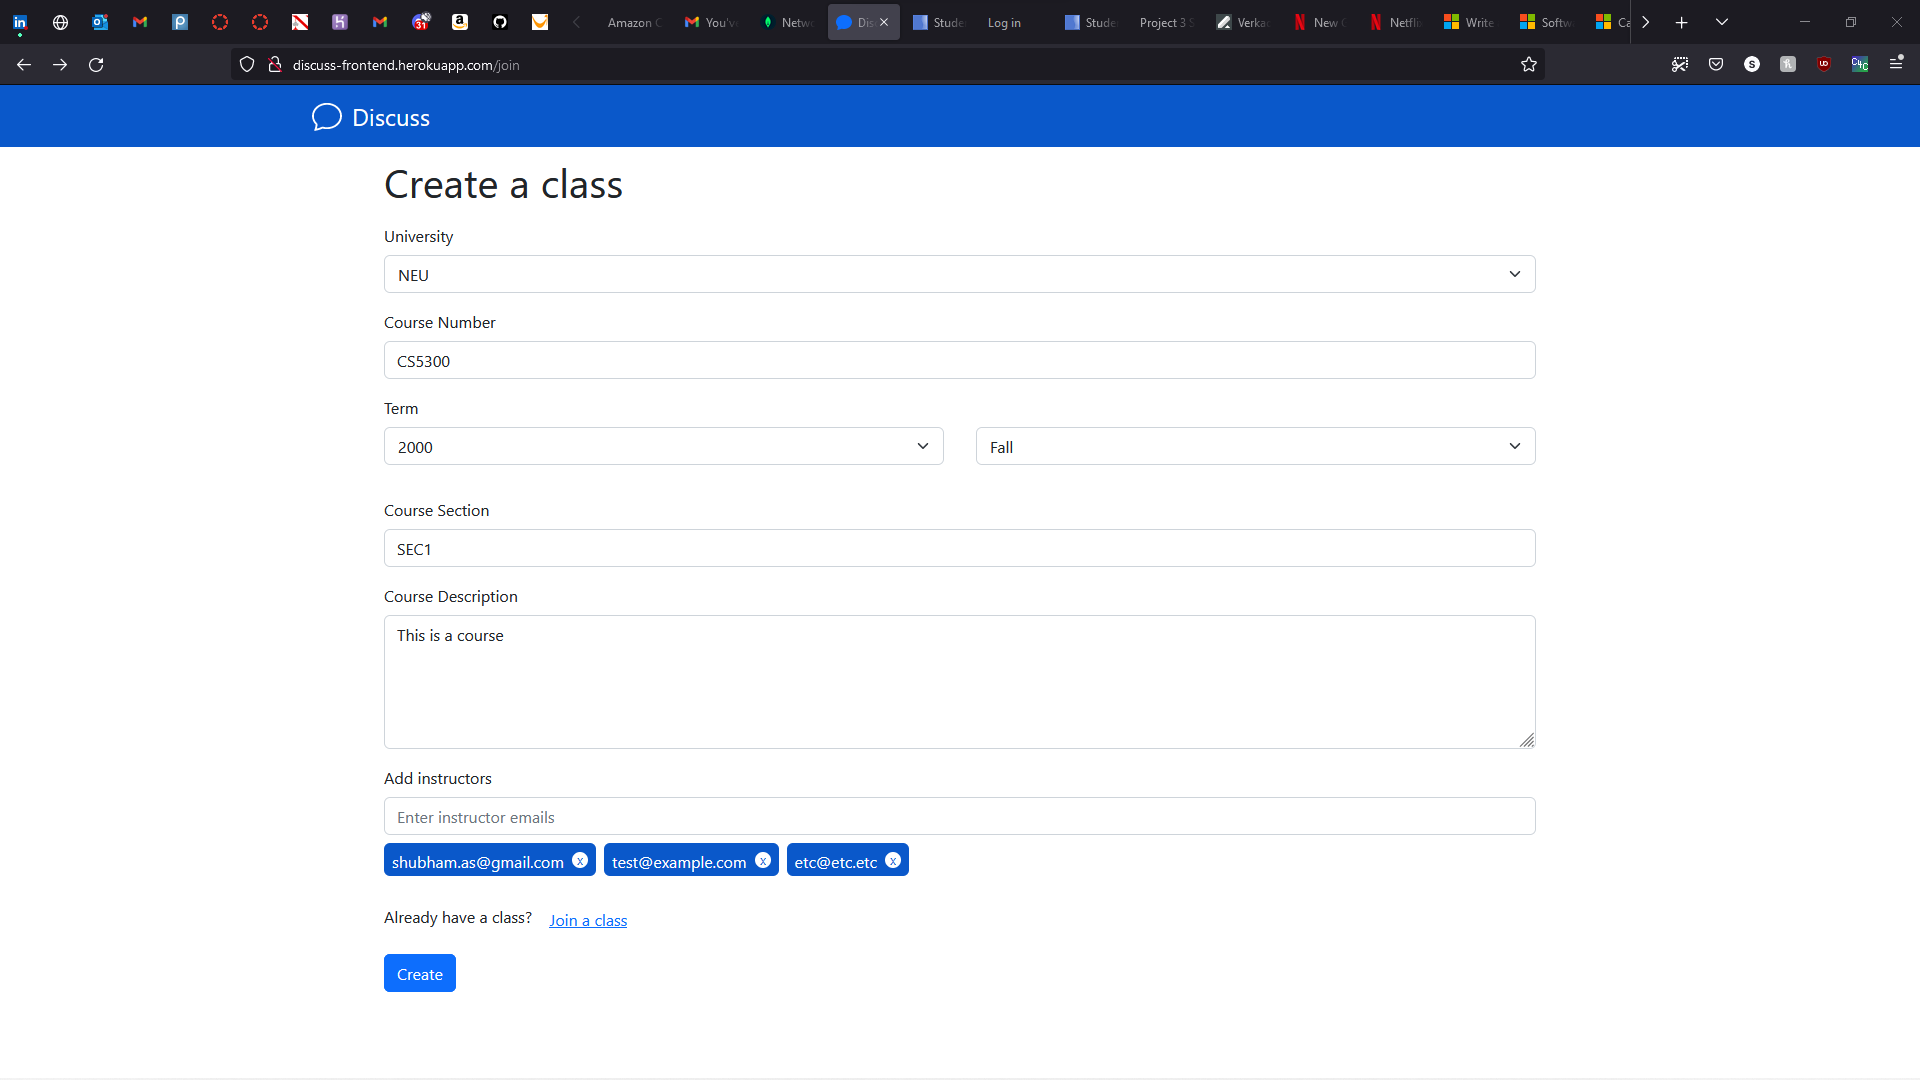 Amazon C
You've
Netwo
Disc
Stude
Log in
Stude
Project 3 S
Verka
New G
Netfli
Write
Softw
Ca
discuss-frontend.herokuapp.com/join
Discuss
Create a class
University
NEU
Course Number
CS5300
Term
2000
Fall
Course Section
SEC1
Course Description
This is a course
Add instructors
Enter instructor emails
shubham.as@gmail.com x
test@example.com x
etc@etc.etc x
Already have a class? Join a class
Create